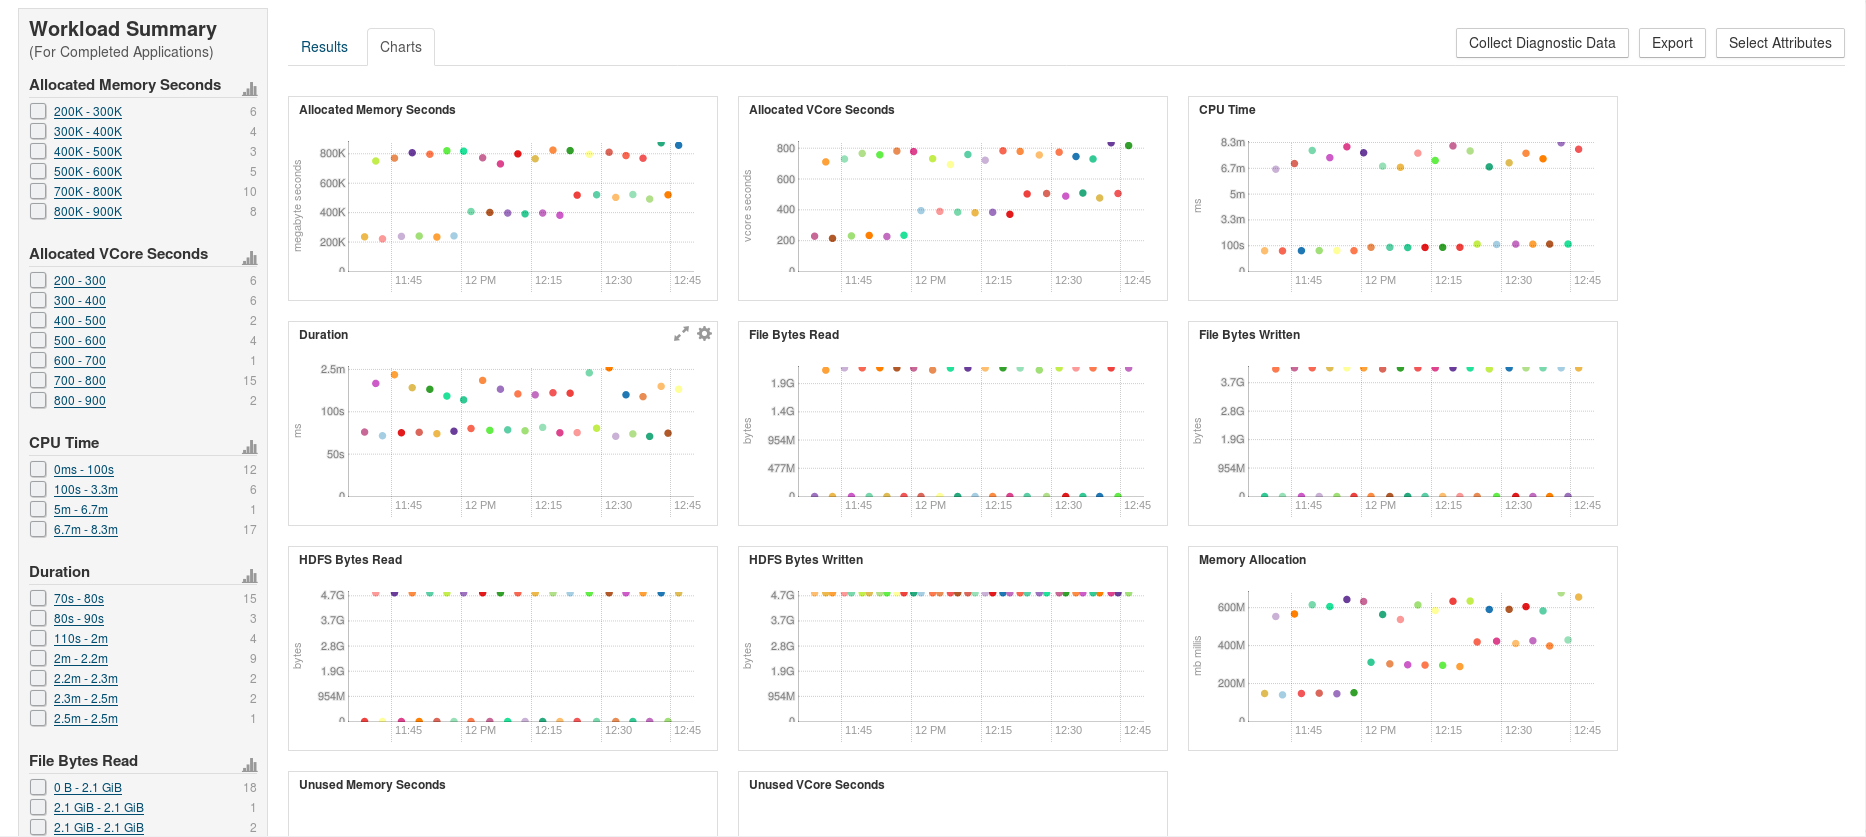 Workload Summary
(For Completed Applications)
Allocated Memory Seconds
200K - 300K 6
300K - 400K 4
400K - 500K 3
500K - 600K 5
700K - 800K 10
800K - 900K 8
Allocated VCore Seconds
200 - 300 6
300 - 400 6
400 - 500 2
500 - 600 4
600 - 700 1
700 - 800 15
800 - 900 2
CPU Time
0ms - 100s 12
100s - 3.3m 6
5m - 6.7m 1
6.7m - 8.3m 17
Duration
70s - 80s 15
80s - 90s 3
110s - 2m 4
2m - 2.2m 9
2.2m - 2.3m 2
2.3m - 2.5m 2
2.5m - 2.5m 1
File Bytes Read
0 B - 2.1 GiB 18
2.1 GiB - 2.1 GiB 1
2.1 GiB - 2.1 GiB 2
Results Charts
Collect Diagnostic Data Export Select Attributes
Allocated Memory Seconds
megabyte seconds
800K
600K
400K
200K
0
11:45 12 PM 12:15 12:30 12:45
Allocated VCore Seconds
vcore seconds
800
600
400
200
0
11:45 12 PM 12:15 12:30 12:45
CPU Time
ms
8.3m
6.7m
5m
3.3m
100s
0
11:45 12 PM 12:15 12:30 12:45
Duration
ms
2.5m
100s
50s
0
11:45 12 PM 12:15 12:30 12:45
File Bytes Read
bytes
1.9G
1.4G
954M
477M
0
11:45 12 PM 12:15 12:30 12:45
File Bytes Written
bytes
3.7G
2.8G
1.9G
954M
0
11:45 12 PM 12:15 12:30 12:45
HDFS Bytes Read
bytes
4.7G
3.7G
2.8G
1.9G
954M
0
11:45 12 PM 12:15 12:30 12:45
HDFS Bytes Written
bytes
4.7G
3.7G
2.8G
1.9G
954M
0
11:45 12 PM 12:15 12:30 12:45
Memory Allocation
mb millis
600M
400M
200M
0
11:45 12 PM 12:15 12:30 12:45
Unused Memory Seconds
Unused VCore Seconds